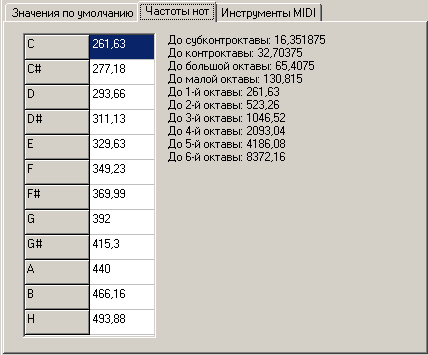 Значения по умолчанию Частоты нот Инструменты MIDI
C 261,63
C# 277,18
D 293,66
D# 311,13
E 329,63
F 349,23
F# 369,99
G 392
G# 415,3
A 440
B 466,16
H 493,88
До субконтроктавы: 16,351875
До контроктавы: 32,70375
До большой октавы: 65,4075
До малой октавы: 130,815
До 1-й октавы: 261,63
До 2-й октавы: 523,26
До 3-й октавы: 1046,52
До 4-й октавы: 2093,04
До 5-й октавы: 4186,08
До 6-й октавы: 8372,16